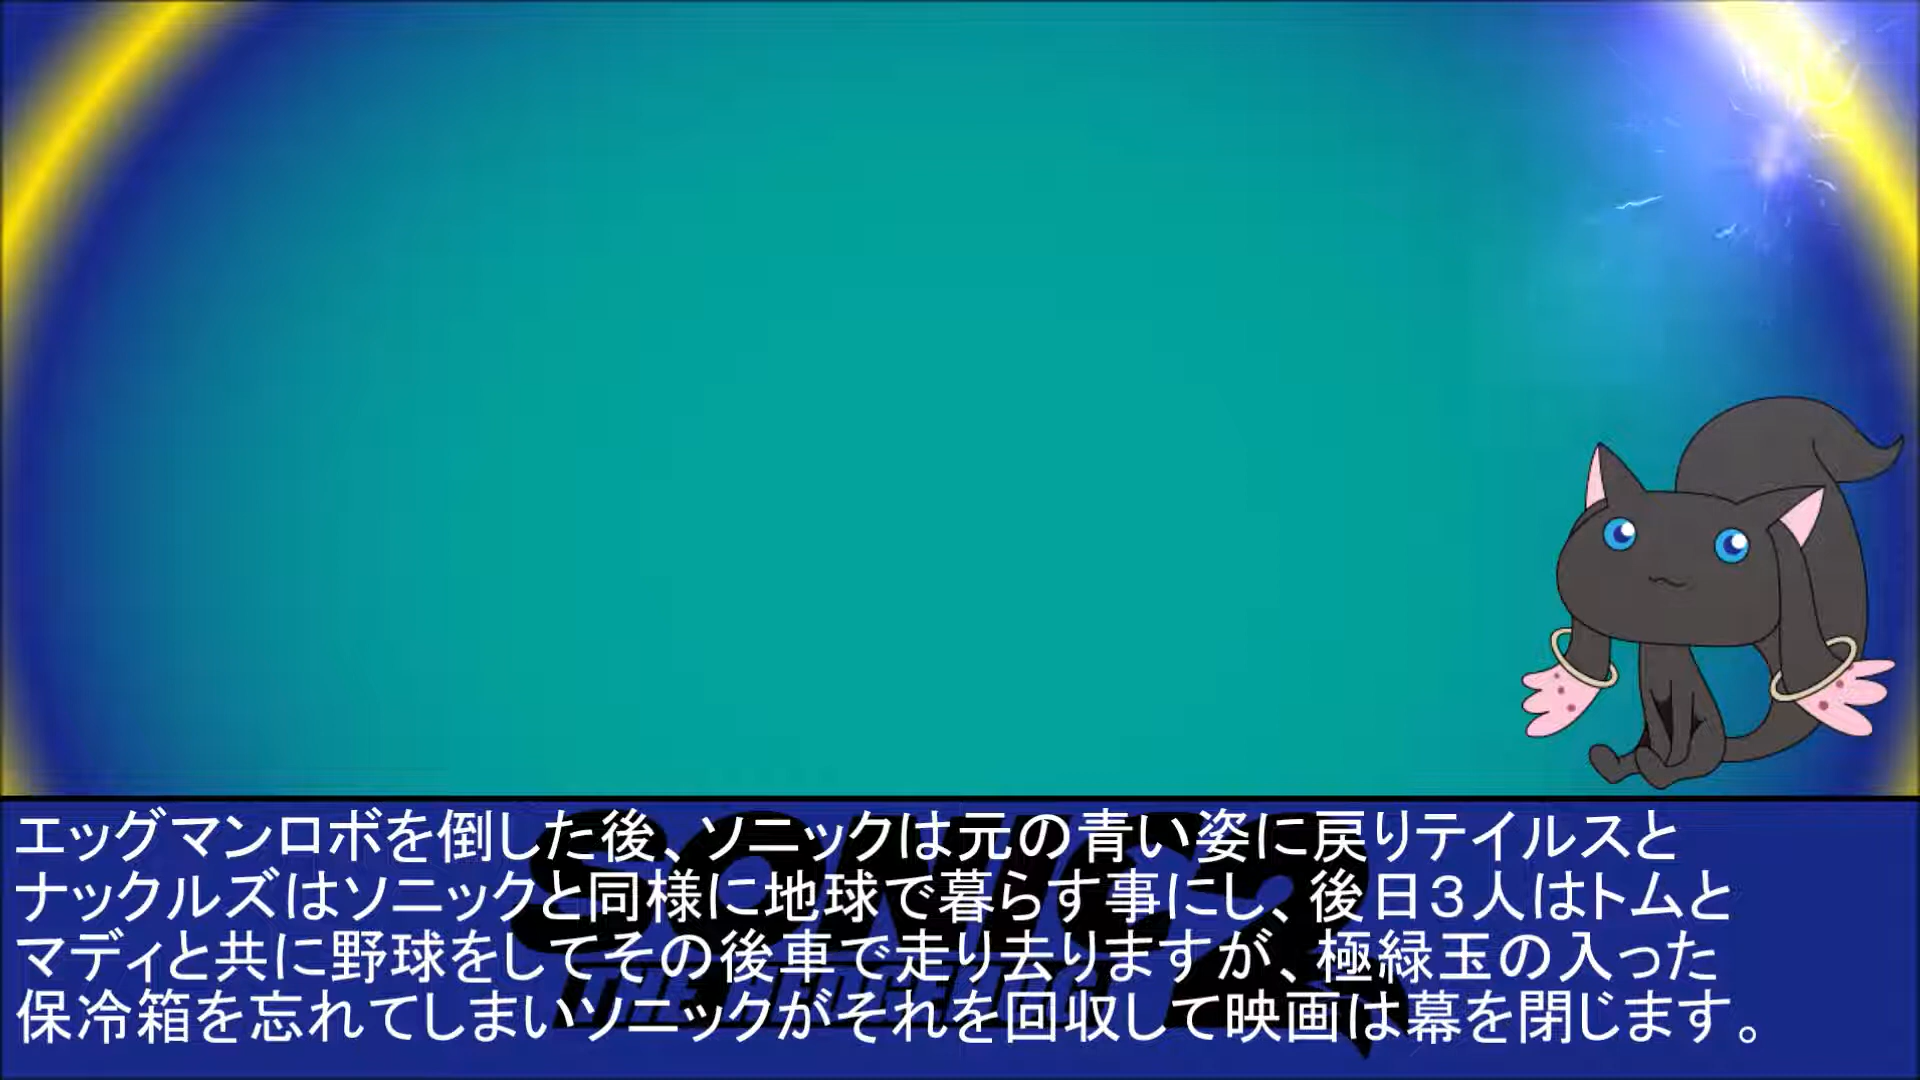 エッグマンロボを倒した後、ソニックは元の青い姿に戻りテイルスと
ナックルズはソニックと同様に地球で暮らす事にし、後日３人はトムと
マディと共に野球をしてその後車で走り去りますが、極緑玉の入った
保冷箱を忘れてしまいソニックがそれを回収して映画は幕を閉じます。
SONIC 2
THE HEDGEHOG